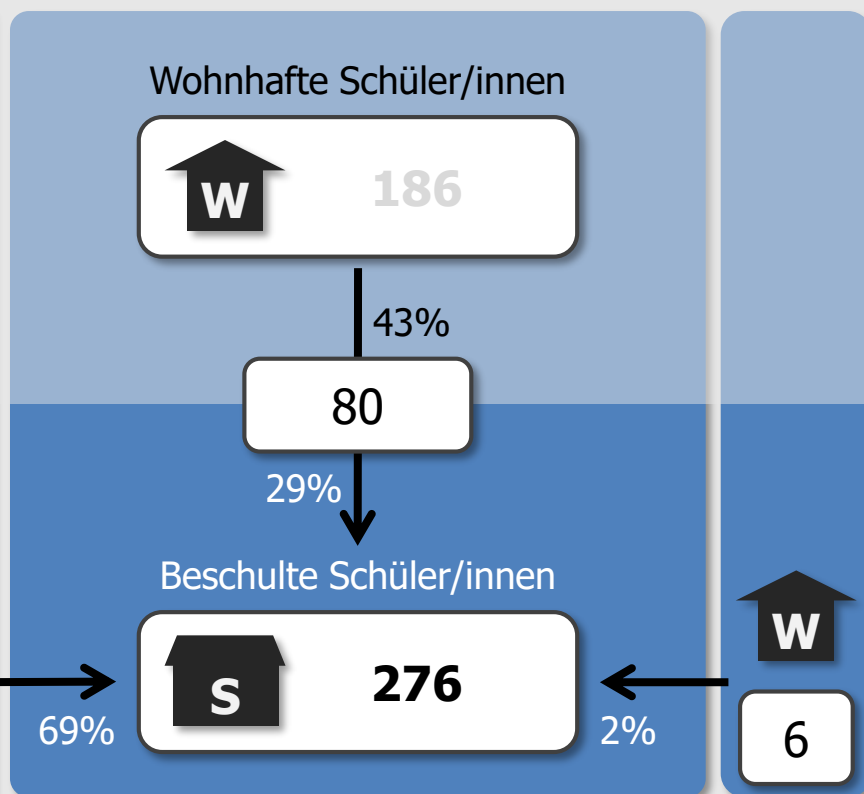 Wohnhafte Schüler/innen
W 186
43%
80
29%
Beschulte Schüler/innen
S 276
69%
2%
W
6